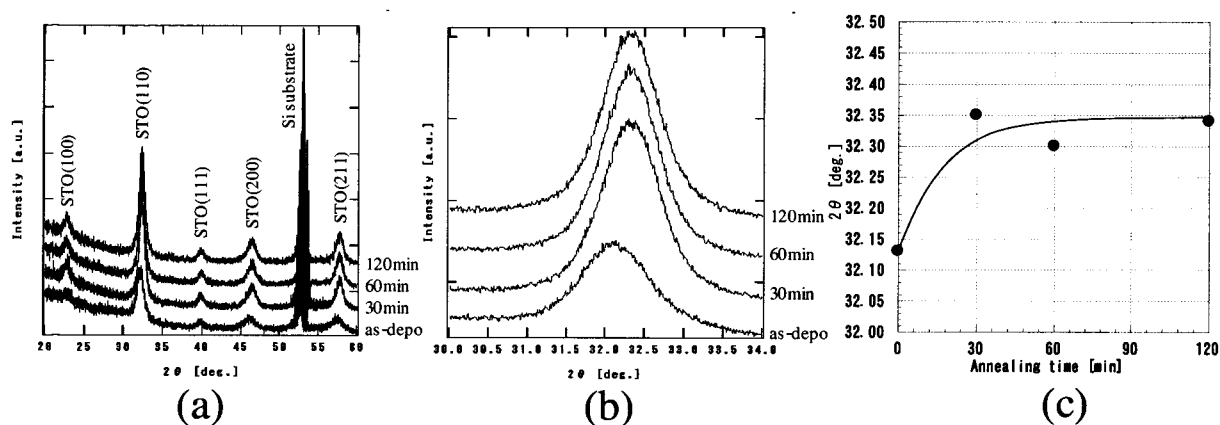 Intensity [a.u.]
STO(100)
STO(110)
STO(111)
STO(200)
Si substrate
STO(211)
120min
60min
30min
as-depo
20 25 30 35 40 45 50 55 60
2θ [deg.]
(a)
Intensity [a.u.]
120min
60min
30min
as-depo
30.0 30.5 31.0 31.5 32.0 32.5 33.0 33.5 34.0
2θ [deg.]
(b)
2θ [deg.]
32.50
32.45
32.40
32.35
32.30
32.25
32.20
32.15
32.10
32.05
32.00
0 30 60 90 120
Annealing time [min]
(c)